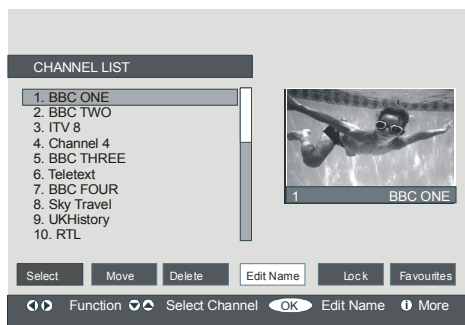 CHANNEL LIST
1. BBC ONE
2. BBC TWO
3. ITV 8
4. Channel 4
5. BBC THREE
6. Teletext
7. BBC FOUR
8. Sky Travel
9. UKHistory
10. RTL
1 BBC ONE
Select Move Delete Edit Name Lock Favourites
Function Select Channel OK Edit Name i More